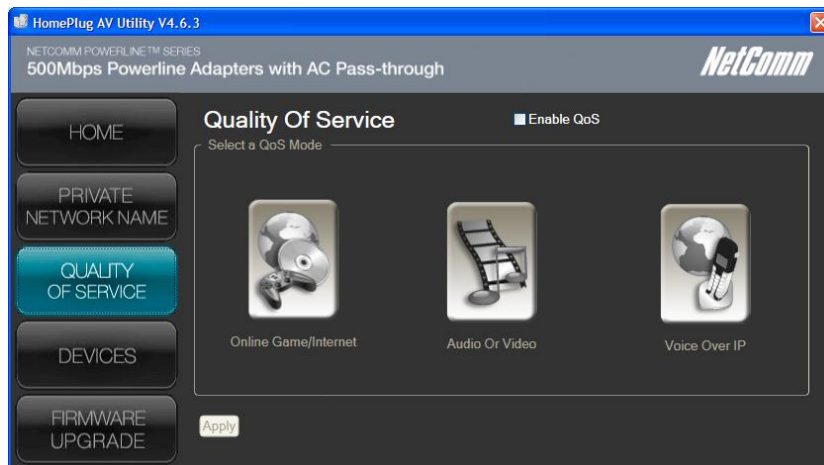 HomePlug AV Utility V4.6.3
NETCOMM POWERLINE™ SERIES
500Mbps Powerline Adapters with AC Pass-through
NetComm
HOME
PRIVATE
NETWORK NAME
QUALITY
OF SERVICE
DEVICES
FIRMWARE
UPGRADE
Quality Of Service
Enable QoS
Select a QoS Mode
Online Game/Internet
Audio Or Video
Voice Over IP
Apply